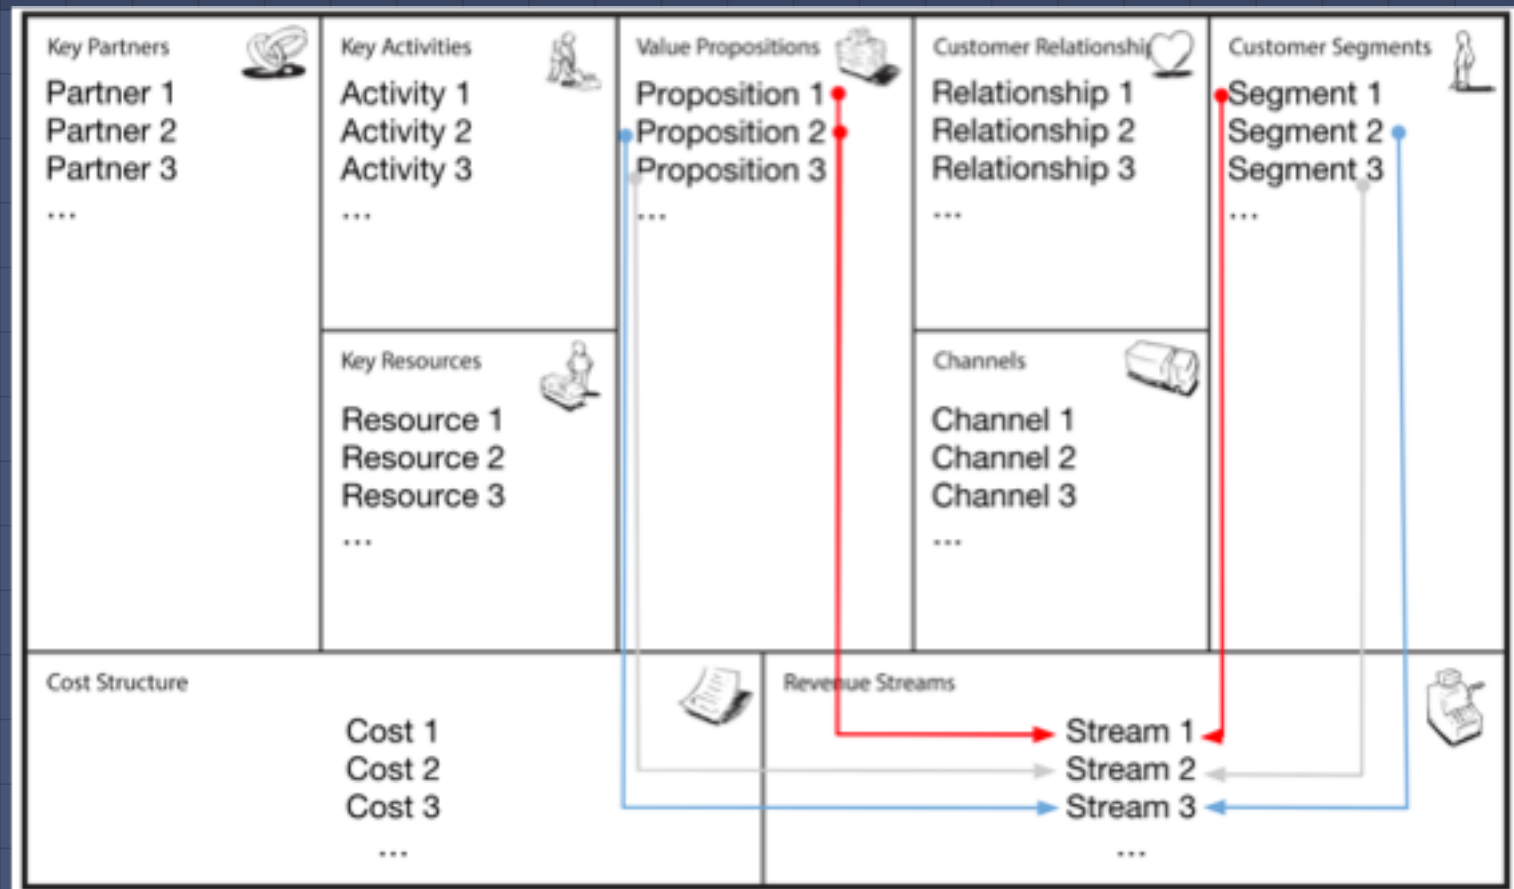 Key Partners
Partner 1
Partner 2
Partner 3
...
Key Activities
Activity 1
Activity 2
Activity 3
...
Key Resources
Resource 1
Resource 2
Resource 3
...
Value Propositions
Proposition 1
Proposition 2
Proposition 3
...
Customer Relationship
Relationship 1
Relationship 2
Relationship 3
...
Channels
Channel 1
Channel 2
Channel 3
...
Customer Segments
Segment 1
Segment 2
Segment 3
...
Cost Structure
Cost 1
Cost 2
Cost 3
...
Revenue Streams
Stream 1
Stream 2
Stream 3
...